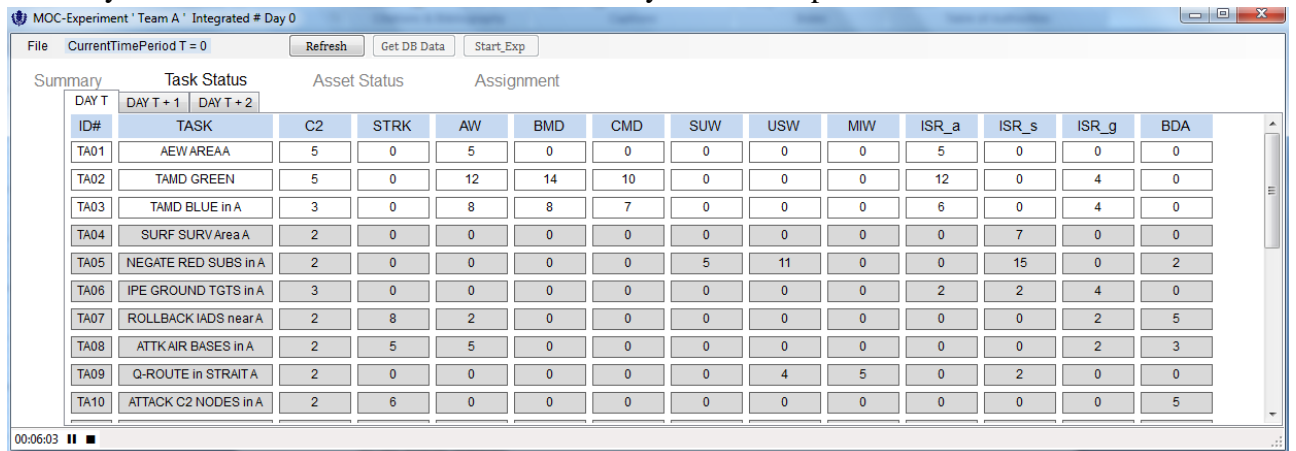 MOC-Experiment ' Team A ' Integrated # Day 0
File CurrentTimePeriod T = 0 Refresh Get DB Data Start_Exp
Summary Task Status Asset Status Assignment
DAY T DAY T + 1 DAY T + 2
ID# TASK C2 STRK AW BMD CMD SUW USW MIW ISR_a ISR_s ISR_g BDA
TA01 AEW AREAA 5 0 5 0 0 0 0 0 5 0 0 0
TA02 TAMD GREEN 5 0 12 14 10 0 0 0 12 0 4 0
TA03 TAMD BLUE in A 3 0 8 8 7 0 0 0 6 0 4 0
TA04 SURF SURV Area A 2 0 0 0 0 0 0 0 0 7 0 0
TA05 NEGATE RED SUBS in A 2 0 0 0 0 5 11 0 0 15 0 2
TA06 IPE GROUND TGTS in A 3 0 0 0 0 0 0 0 2 2 4 0
TA07 ROLLBACK IADS near A 2 8 2 0 0 0 0 0 0 0 2 5
TA08 ATTK AIR BASES in A 2 5 5 0 0 0 0 0 0 0 2 3
TA09 Q-ROUTE in STRAIT A 2 0 0 0 0 0 4 5 0 2 0 0
TA10 ATTACK C2 NODES in A 2 6 0 0 0 0 0 0 0 0 0 5
00:06:03